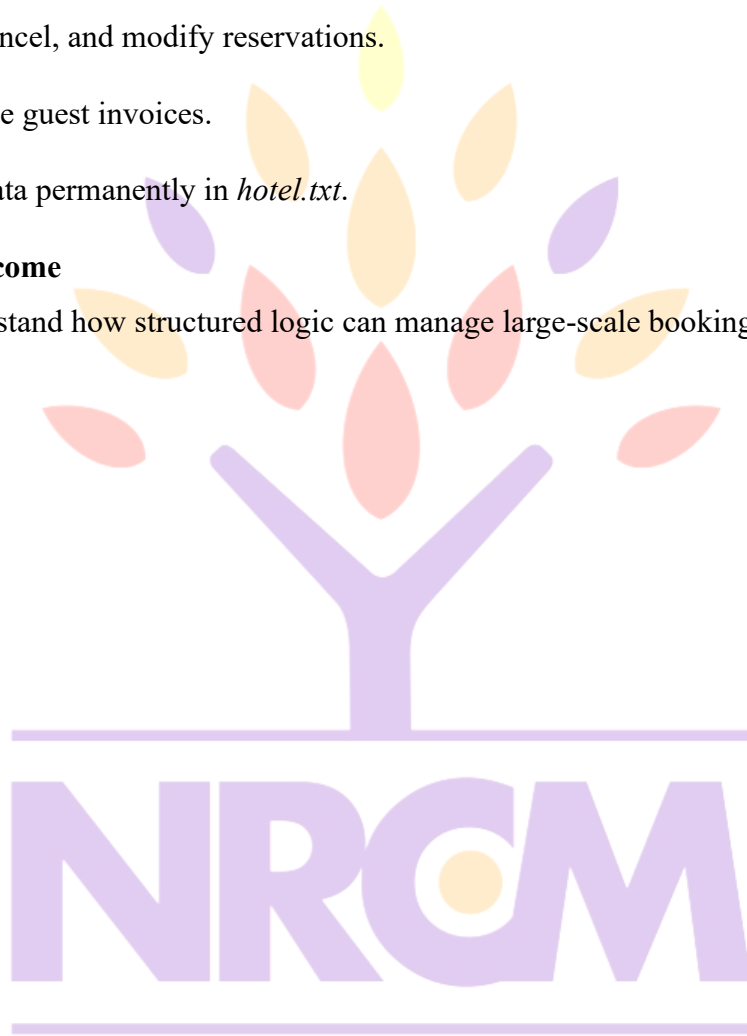 ncel, and modify reservations.
e guest invoices.
ata permanently in hotel.txt.
come
stand how structured logic can manage large-scale booking
NRCM